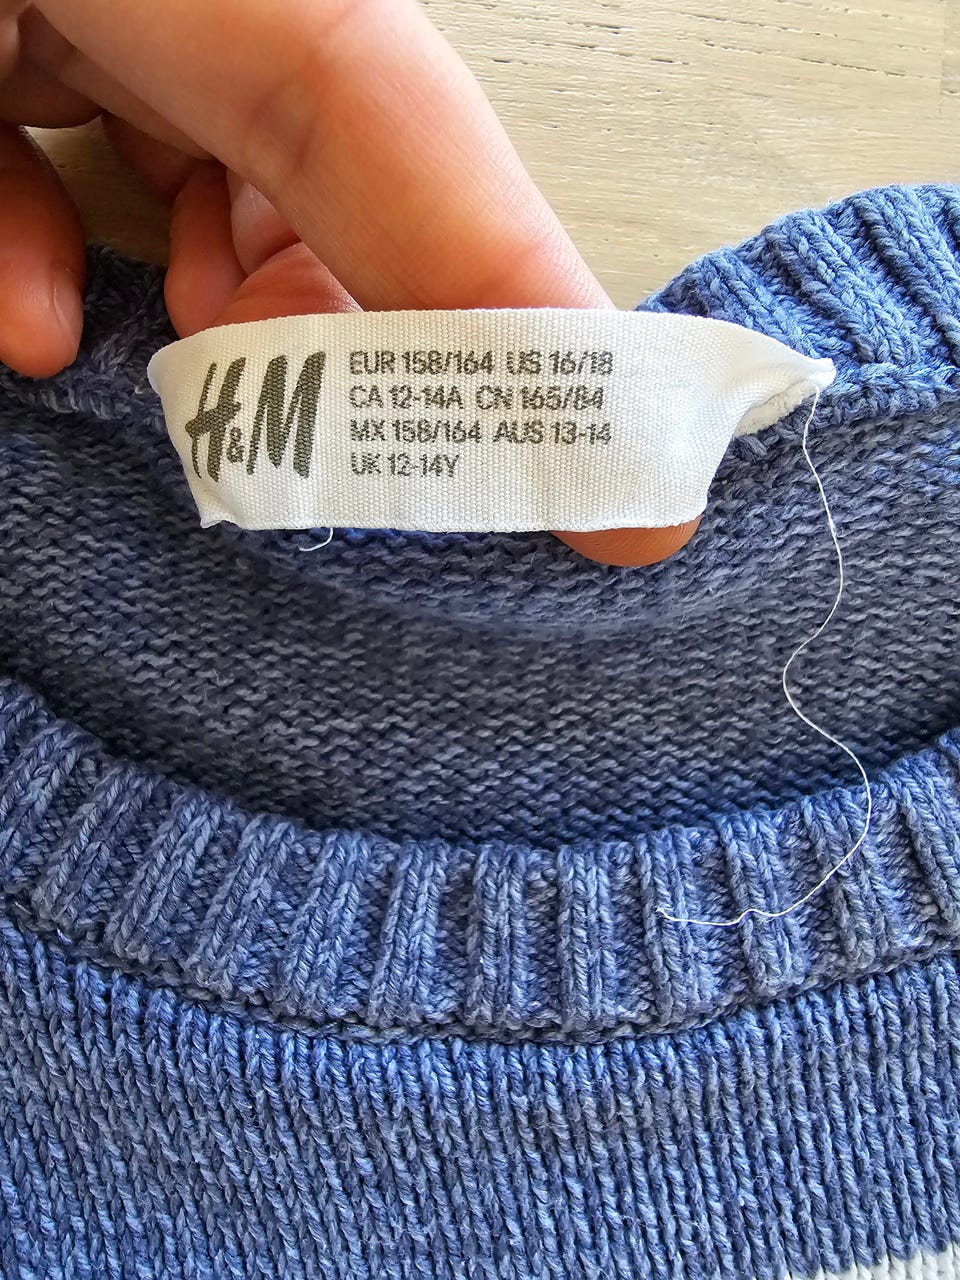 H&M
EUR 158/164 US 16/18
CA 12-14A CN 165/84
MX 158/164 AUS 13-14
UK 12-14Y